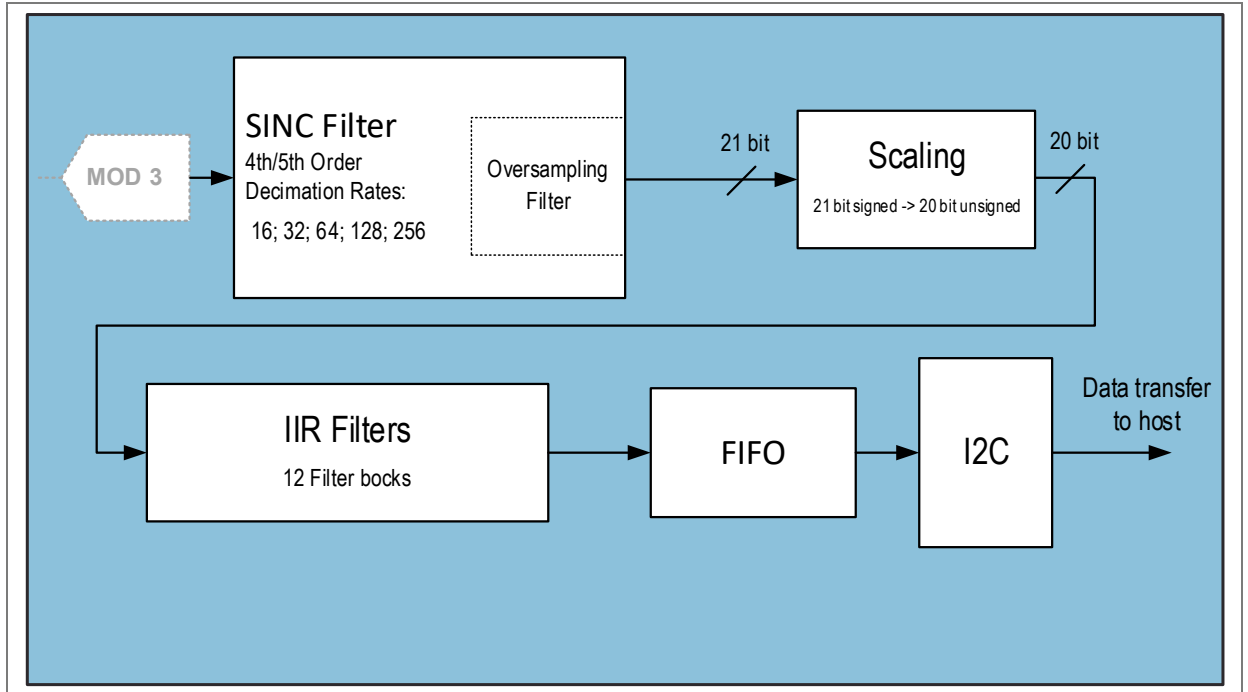 MOD 3
SINC Filter
4th/5th Order
Decimation Rates:
16; 32; 64; 128; 256
Oversampling
Filter
21 bit
Scaling
21 bit signed -> 20 bit unsigned
20 bit
IIR Filters
12 Filter bocks
FIFO
I2C
Data transfer
to host